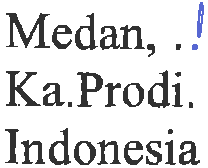 Medan, .
Ka.Prodi.
Indonesia